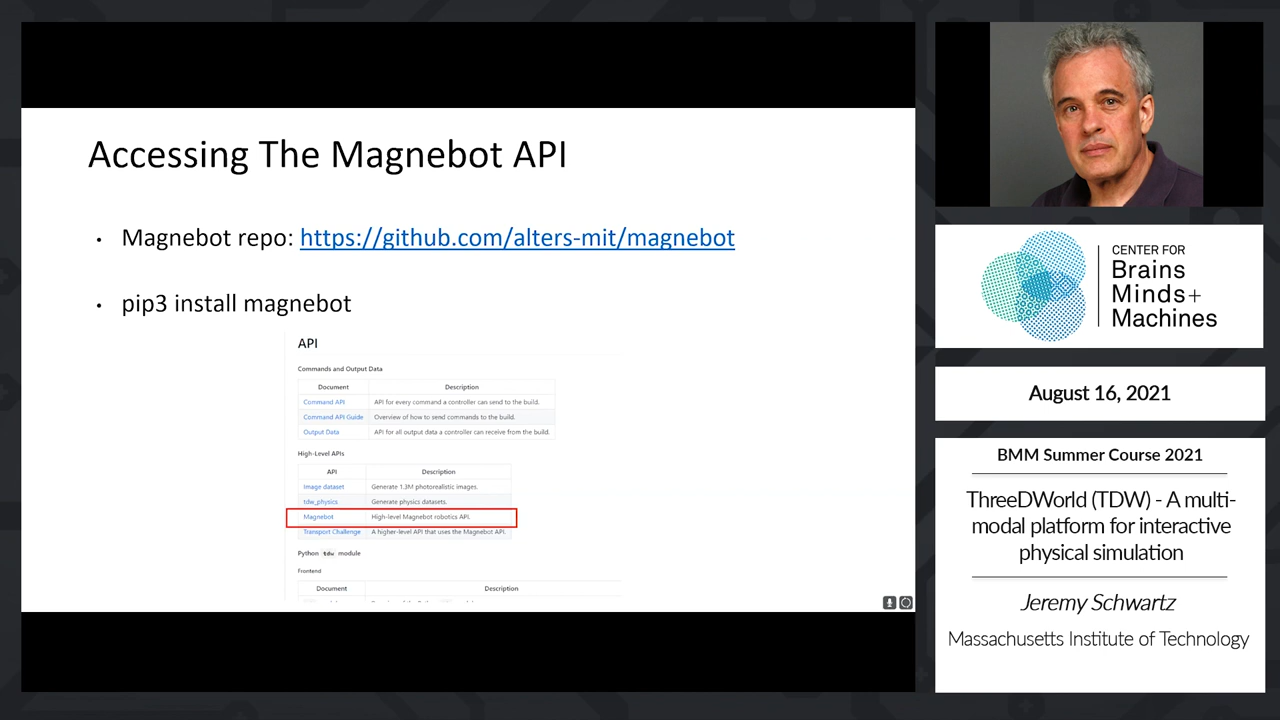 Accessing The Magnebot API
• Magnebot repo: https://github.com/alters-mit/magnebot
• pip3 install magnebot
API
Commands and Output Data
Document Description
Command API API for every command a controller can send to the build.
Command API Guide Overview of how to send commands to the build.
Output Data API for all output data a controller can receive from the build.
High-Level APIs
API Description
Image dataset Generate 1.3M photorealistic images.
tdw_physics Generate physics datasets.
Magnebot High-level Magnebot robotics API.
Transport Challenge A higher-level API that uses the Magnebot API.
Python tdw module
Frontend
Document Description
CENTER FOR
Brains
Minds+
Machines
August 16, 2021
BMM Summer Course 2021
ThreeDWorld (TDW) - A multi-
modal platform for interactive
physical simulation
Jeremy Schwartz
Massachusetts Institute of Technology